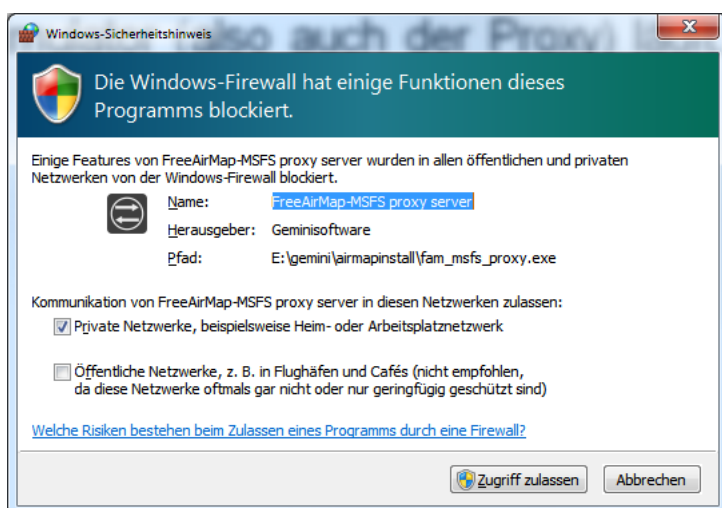 Windows-Sicherheitshinweis
(also auch der Proxy)
Die Windows-Firewall hat einige Funktionen dieses
Programms blockiert.
Einige Features von FreeAirMap-MSFS proxy server wurden in allen öffentlichen und privaten
Netzwerken von der Windows-Firewall blockiert.
Name: FreeAirMap-MSFS proxy server
Herausgeber: Geminisoftware
Pfad: E:\gemini\airmapinstall\fam_msfs_proxy.exe
Kommunikation von FreeAirMap-MSFS proxy server in diesen Netzwerken zulassen:
Private Netzwerke, beispielsweise Heim- oder Arbeitsplatznetzwerk
Öffentliche Netzwerke, z. B. in Flughäfen und Cafés (nicht empfohlen,
da diese Netzwerke oftmals gar nicht oder nur geringfügig geschützt sind)
Welche Risiken bestehen beim Zulassen eines Programms durch eine Firewall?
Zugriff zulassen Abbrechen